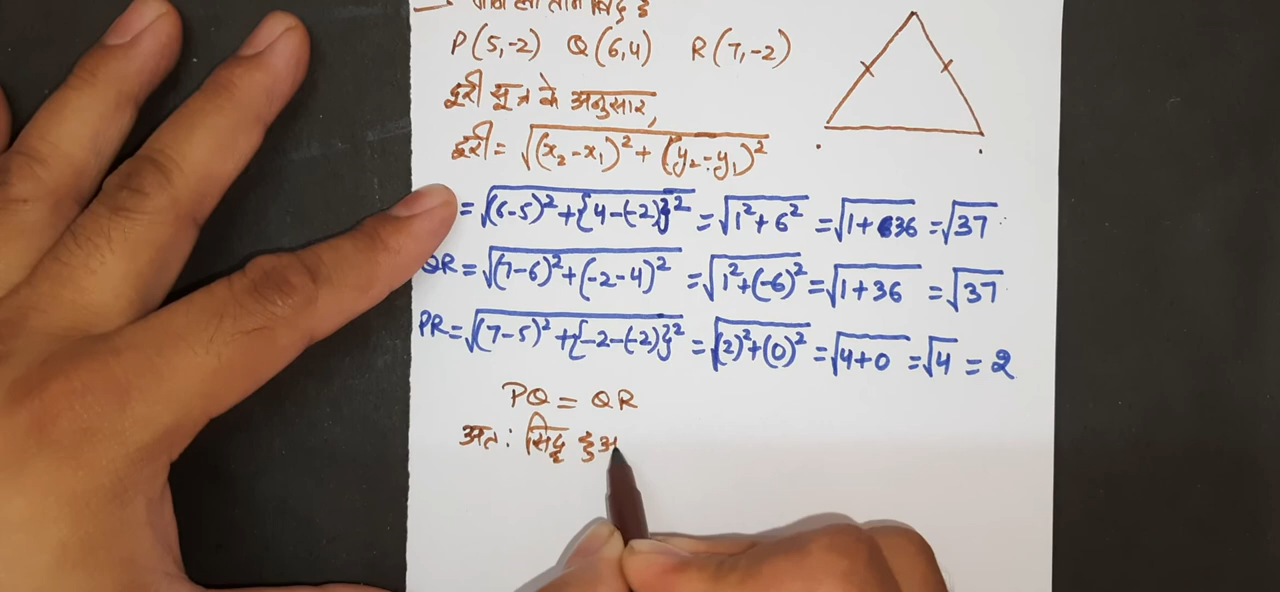 P(5,-2) Q(6,4) R(7,-2)
दूरी सूत्र के अनुसार,
दूरी = √(x₂-x₁)² + (y₂-y₁)²
= √(6-5)² + {4-(-2)}² = √1² + 6² = √1+36 = √37
QR = √(7-6)² + (-2-4)² = √1² + (-6)² = √1+36 = √37
PR = √(7-5)² + {-2-(-2)}² = √(2)² + (0)² = √4+0 = √4 = 2
PQ = QR
अतः सिद्ध हुअ